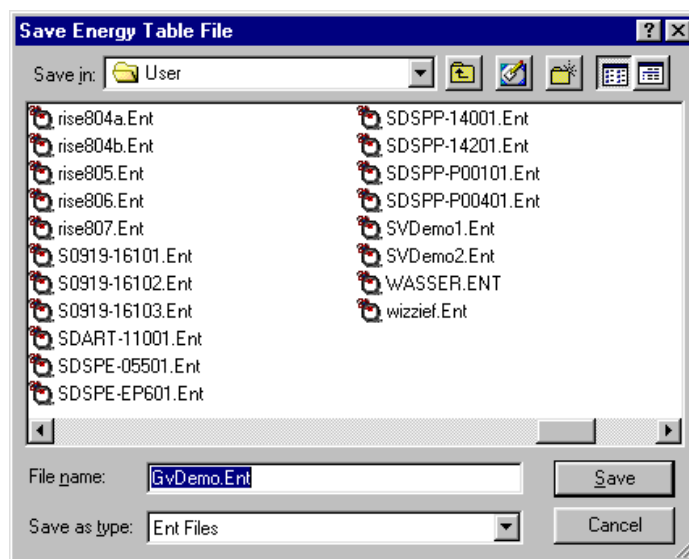 Save Energy Table File
Save in: User
rise804a.Ent
rise804b.Ent
rise805.Ent
rise806.Ent
rise807.Ent
S0919-16101.Ent
S0919-16102.Ent
S0919-16103.Ent
SDART-11001.Ent
SDSPE-05501.Ent
SDSPE-EP601.Ent
SDSPP-14001.Ent
SDSPP-14201.Ent
SDSPP-P00101.Ent
SDSPP-P00401.Ent
SVDemo1.Ent
SVDemo2.Ent
WASSER.ENT
wizzief.Ent
File name: GvDemo.Ent Save
Save as type: Ent Files Cancel